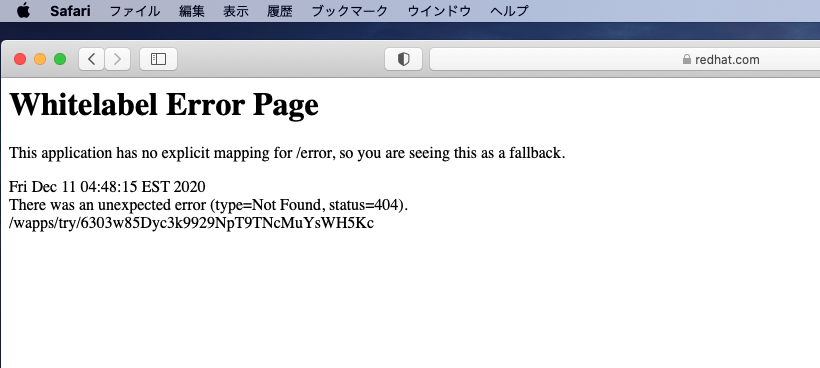 Safari ファイル 編集 表示 履歴 ブックマーク ウインドウ ヘルプ
redhat.com
Whitelabel Error Page
This application has no explicit mapping for /error, so you are seeing this as a fallback.
Fri Dec 11 04:48:15 EST 2020
There was an unexpected error (type=Not Found, status=404).
/wapps/try/6303w85Dyc3k9929NpT9TNcMuYsWH5Kc